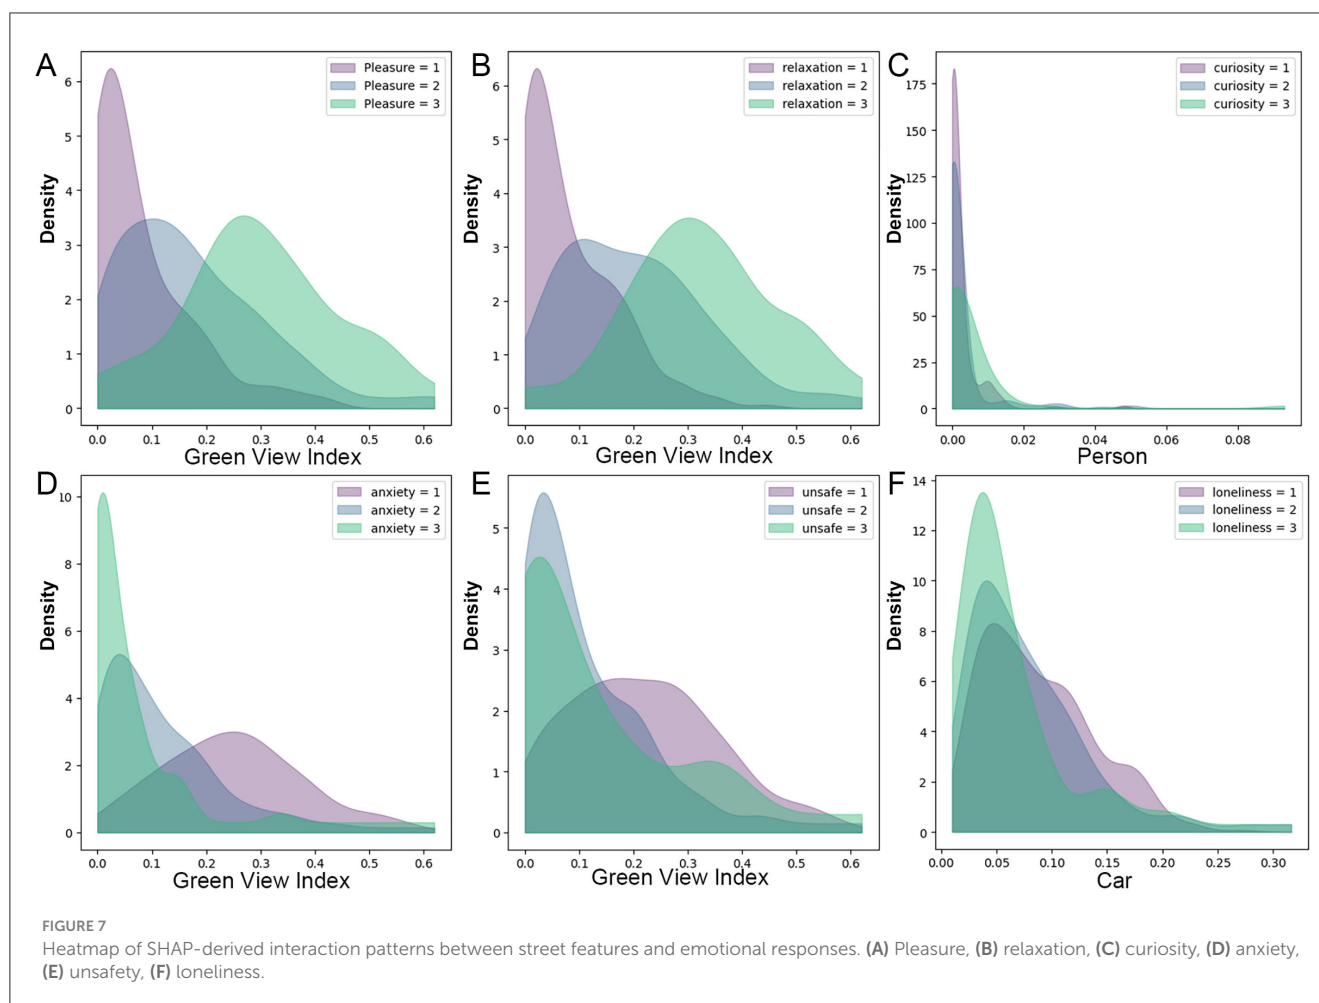 A
Pleasure = 1
Pleasure = 2
Pleasure = 3
Density
6
5
4
3
2
1
0
0.0 0.1 0.2 0.3 0.4 0.5 0.6
Green View Index
B
relaxation = 1
relaxation = 2
relaxation = 3
Density
6
5
4
3
2
1
0
0.0 0.1 0.2 0.3 0.4 0.5 0.6
Green View Index
C
curiosity = 1
curiosity = 2
curiosity = 3
Density
175
150
125
100
75
50
25
0
0.00 0.02 0.04 0.06 0.08
Person
D
anxiety = 1
anxiety = 2
anxiety = 3
Density
10
8
6
4
2
0
0.0 0.1 0.2 0.3 0.4 0.5 0.6
Green View Index
E
unsafe = 1
unsafe = 2
unsafe = 3
Density
5
4
3
2
1
0
0.0 0.1 0.2 0.3 0.4 0.5 0.6
Green View Index
F
loneliness = 1
loneliness = 2
loneliness = 3
Density
14
12
10
8
6
4
2
0
0.00 0.05 0.10 0.15 0.20 0.25 0.30
Car
FIGURE 7
Heatmap of SHAP-derived interaction patterns between street features and emotional responses. (A) Pleasure, (B) relaxation, (C) curiosity, (D) anxiety,
(E) unsafety, (F) loneliness.